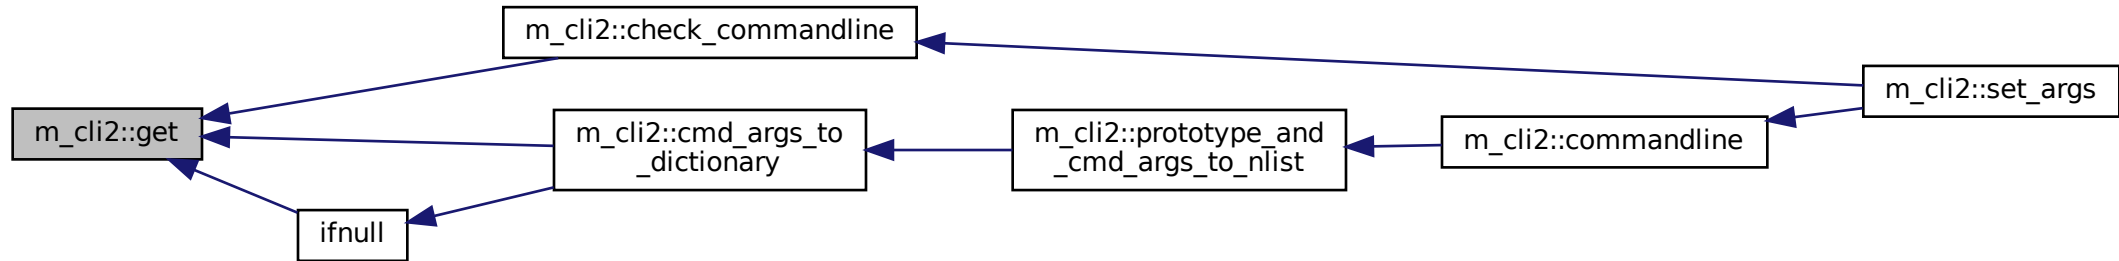 m_cli2::check_commandline
m_cli2::set_args
m_cli2::get
m_cli2::cmd_args_to
_dictionary
m_cli2::prototype_and
_cmd_args_to_nlist
m_cli2::commandline
ifnull